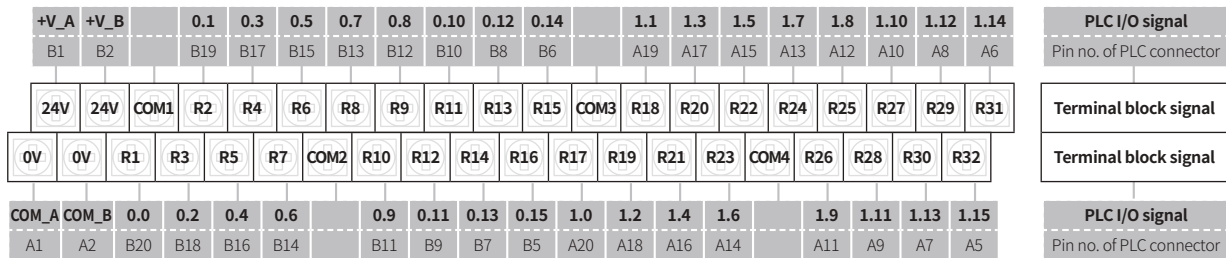 +V_A +V_B 0.1 0.3 0.5 0.7 0.8 0.10 0.12 0.14 1.1 1.3 1.5 1.7 1.8 1.10 1.12 1.14 PLC I/O signal
B1 B2 B19 B17 B15 B13 B12 B10 B8 B6 A19 A17 A15 A13 A12 A10 A8 A6 Pin no. of PLC connector
24V 24V COM1 R2 R4 R6 R8 R9 R11 R13 R15 COM3 R18 R20 R22 R24 R25 R27 R29 R31 Terminal block signal
0V 0V R1 R3 R5 R7 COM2 R10 R12 R14 R16 R17 R19 R21 R23 COM4 R26 R28 R30 R32 Terminal block signal
COM_A COM_B 0.0 0.2 0.4 0.6 0.9 0.11 0.13 0.15 1.0 1.2 1.4 1.6 1.9 1.11 1.13 1.15 PLC I/O signal
A1 A2 B20 B18 B16 B14 B11 B9 B7 B5 A20 A18 A16 A14 A11 A9 A7 A5 Pin no. of PLC connector